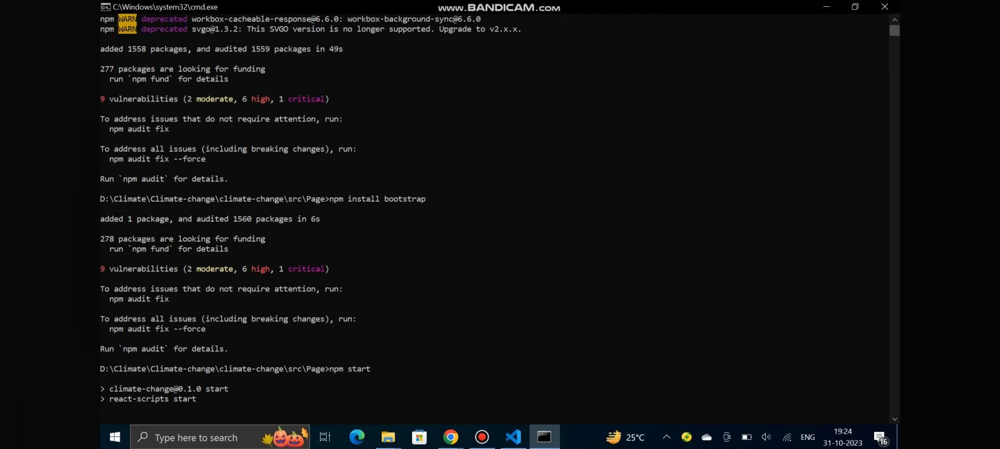 C:\Windows\system32\cmd.exe
www.BANDICAM.com
npm WARN deprecated workbox-cacheable-response@6.6.0: workbox-background-sync@6.6.0
npm WARN deprecated svgo@1.3.2: This SVGO version is no longer supported. Upgrade to v2.x.x.
added 1558 packages, and audited 1559 packages in 49s
277 packages are looking for funding
run `npm fund` for details
9 vulnerabilities (2 moderate, 6 high, 1 critical)
To address issues that do not require attention, run:
npm audit fix
To address all issues (including breaking changes), run:
npm audit fix --force
Run `npm audit` for details.
D:\Climate\Climate-change\climate-change\src\Page>npm install bootstrap
added 1 package, and audited 1560 packages in 6s
278 packages are looking for funding
run `npm fund` for details
9 vulnerabilities (2 moderate, 6 high, 1 critical)
To address issues that do not require attention, run:
npm audit fix
To address all issues (including breaking changes), run:
npm audit fix --force
Run `npm audit` for details.
D:\Climate\Climate-change\climate-change\src\Page>npm start
> climate-change@0.1.0 start
> react-scripts start
Type here to search
25°C
ENG
19:24
31-10-2023
16